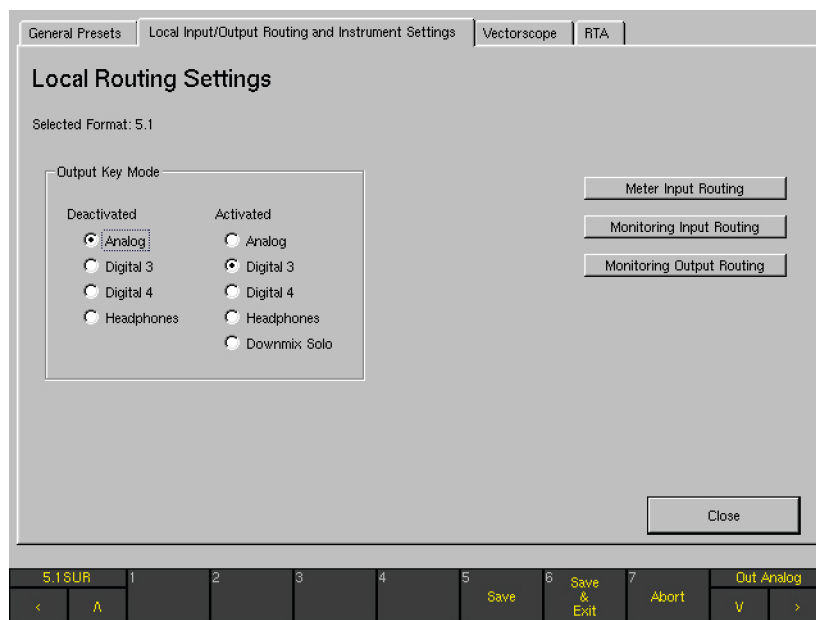 General Presets
Local Input/Output Routing and Instrument Settings
Vectorscope
RTA
Local Routing Settings
Selected Format: 5.1
Output Key Mode
Deactivated
Activated
Analog
Analog
Digital 3
Digital 3
Digital 4
Digital 4
Headphones
Headphones
Downmix Solo
Meter Input Routing
Monitoring Input Routing
Monitoring Output Routing
Close
5.1SUR
1
2
3
4
5
Save
6
Save
&
Exit
7
Abort
Out Analog
<
Λ
V
>